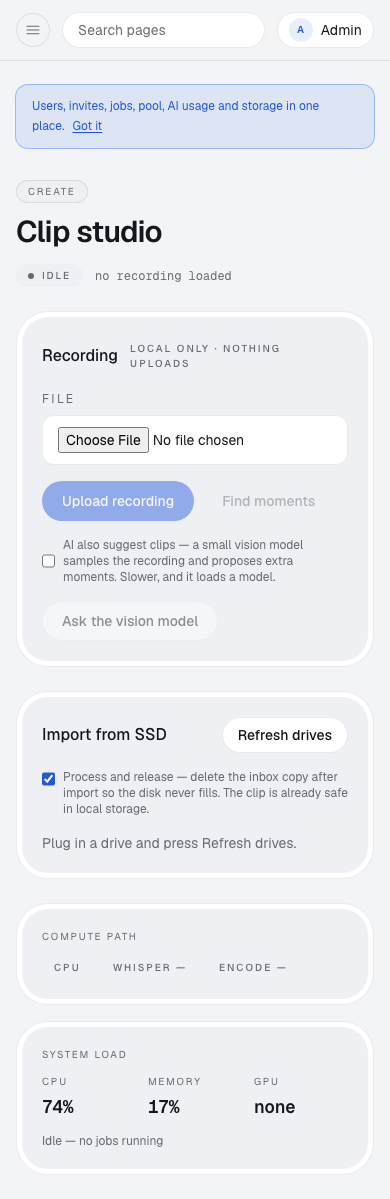 Search pages
A
Admin
Users, invites, jobs, pool, AI usage and storage in one
place. Got it
CREATE
Clip studio
IDLE
no recording loaded
Recording
LOCAL ONLY · NOTHING
UPLOADS
FILE
Choose File No file chosen
Upload recording
Find moments
AI also suggest clips — a small vision model
samples the recording and proposes extra
moments. Slower, and it loads a model.
Ask the vision model
Import from SSD
Refresh drives
Process and release — delete the inbox copy after
import so the disk never fills. The clip is already safe
in local storage.
Plug in a drive and press Refresh drives.
COMPUTE PATH
CPU WHISPER — ENCODE —
SYSTEM LOAD
CPU MEMORY GPU
74% 17% none
Idle — no jobs running